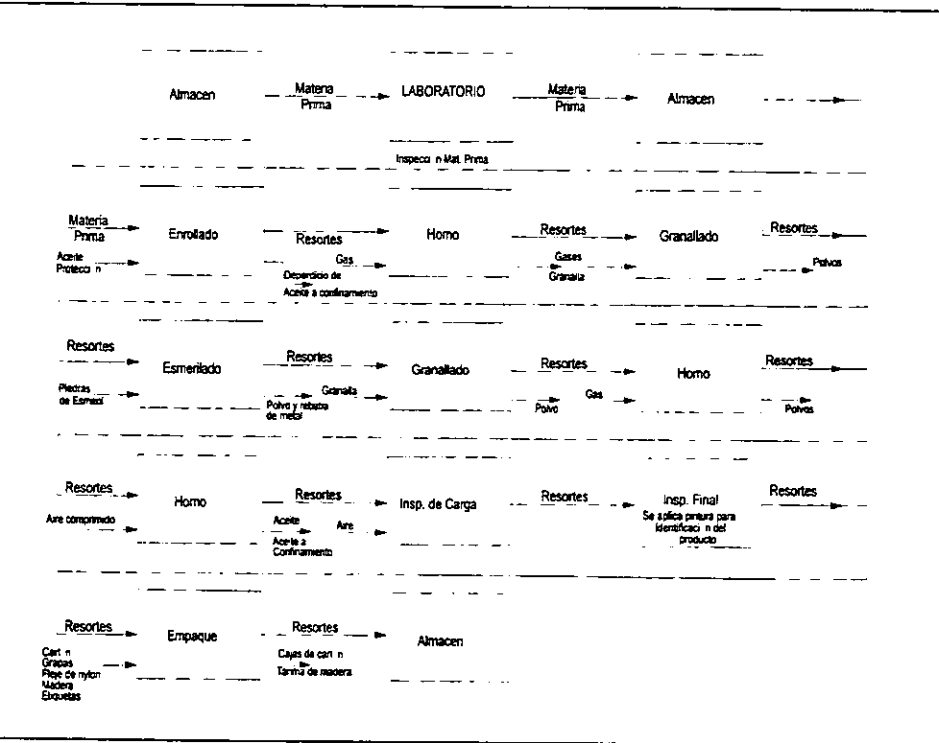 Almacen
Materia
Prima
LABORATORIO
Materia
Prima
Almacen
Inspecci n Mat. Prima
Materia
Prima
Aceite
Protecci n
Enrollado
Resortes
Gas
Deperdicio de
Aceite a confinamiento
Horno
Resortes
Gases
Granalla
Granallado
Resortes
Polvos
Resortes
Piedras
de Esmeril
Esmerilado
Resortes
Granalla
Polvo y rebaba
de metal
Granallado
Resortes
Gas
Polvo
Horno
Resortes
Polvos
Resortes
Aire comprimido
Horno
Resortes
Aceite
Aire
Aceite a
Confinamiento
Insp. de Carga
Resortes
Insp. Final
Se aplica pintura para
Identificaci n del
producto
Resortes
Resortes
Cart n
Grapas
Fleje de nylon
Madera
Etiquetas
Empaque
Resortes
Cajas de cart n
Tarima de madera
Almacen